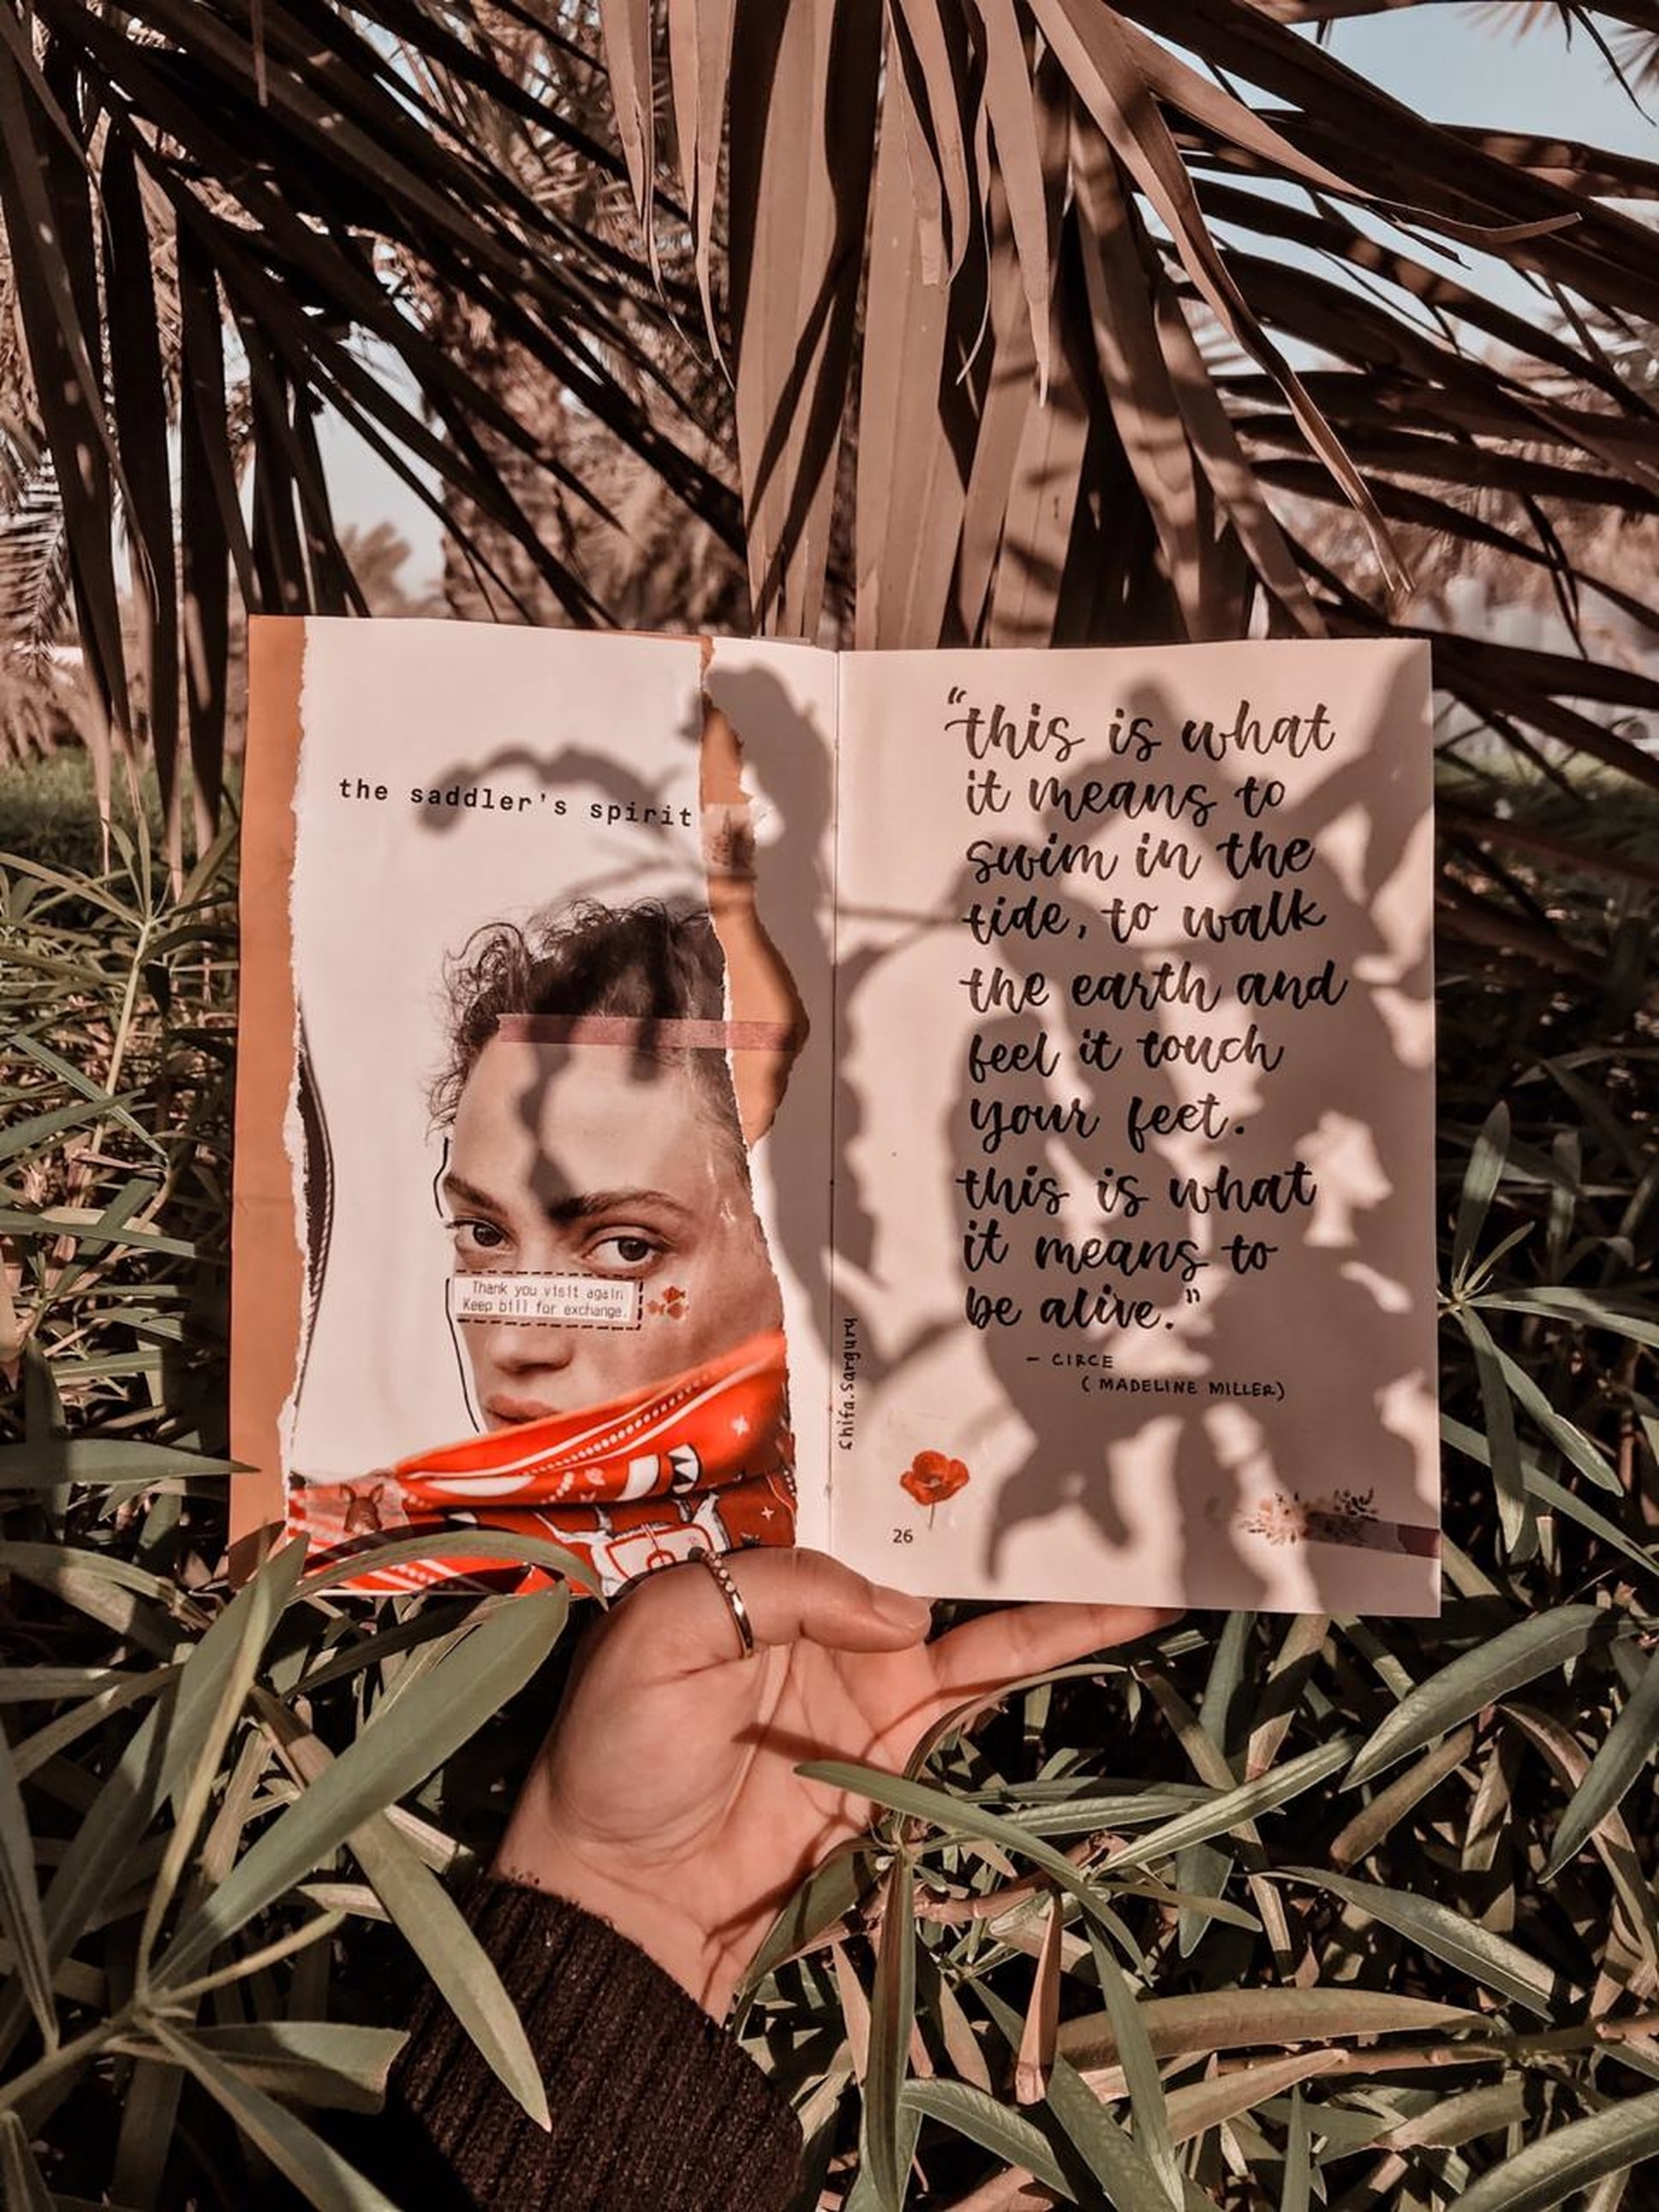 the saddler's spirit
Thank you visit again
Keep bill for exchange.
"this is what
it means to
swim in the
tide, to walk
the earth and
feel it touch
your feet.
this is what
it means to
be alive."
- CIRCE
(MADELINE MILLER)
shifa.sarguru
26